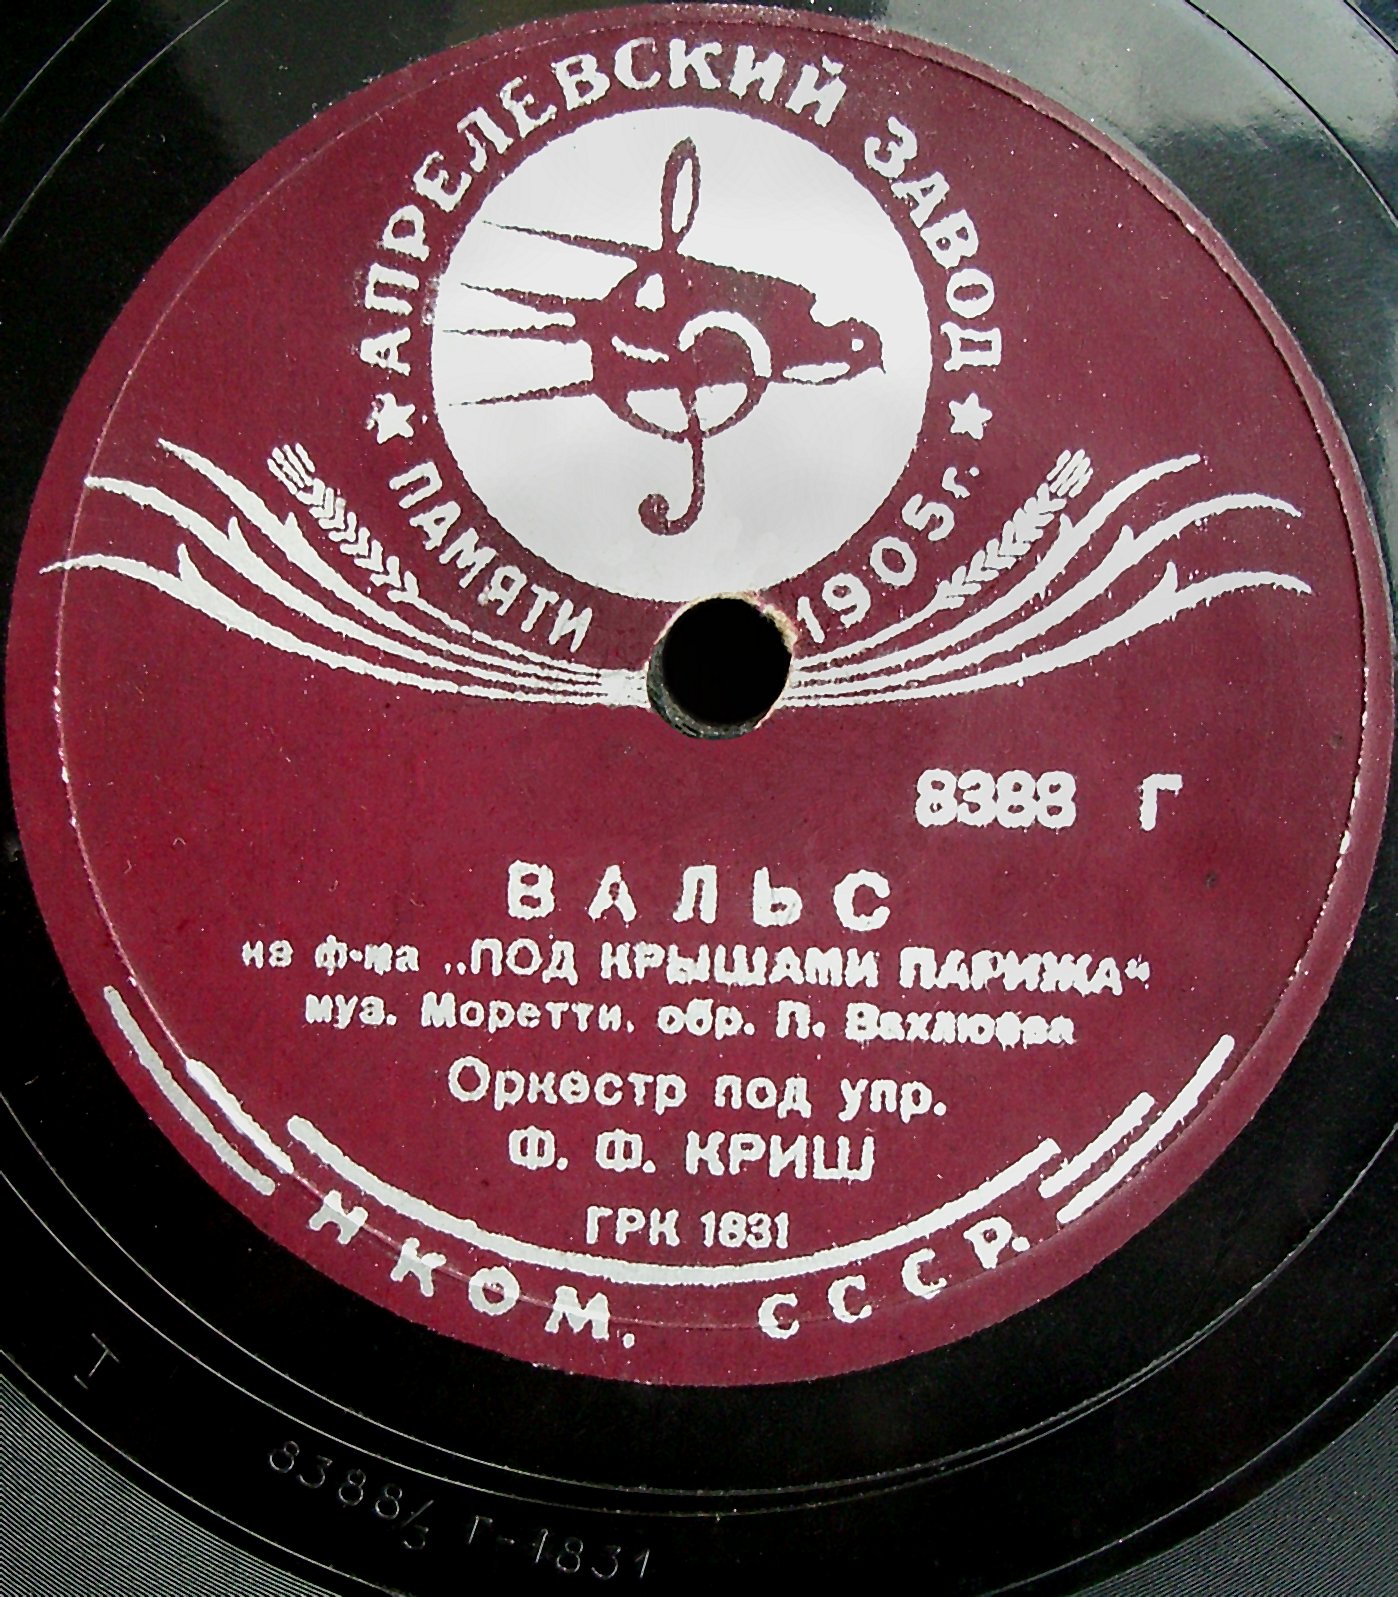 АПРЕЛЕВСКИЙ ЗАВОД
ПАМЯТИ 1905 г.
8388 Г
ВАЛЬС
из ф-ма „ПОД КРЫШАМИ ПАРИЖА“
муз. Моретти, обр. П. Вахлюева
Оркестр под упр.
Ф. Ф. КРИШ
ГРК 1831
НКОМ. СССР.
I
8388/3 Г-1831